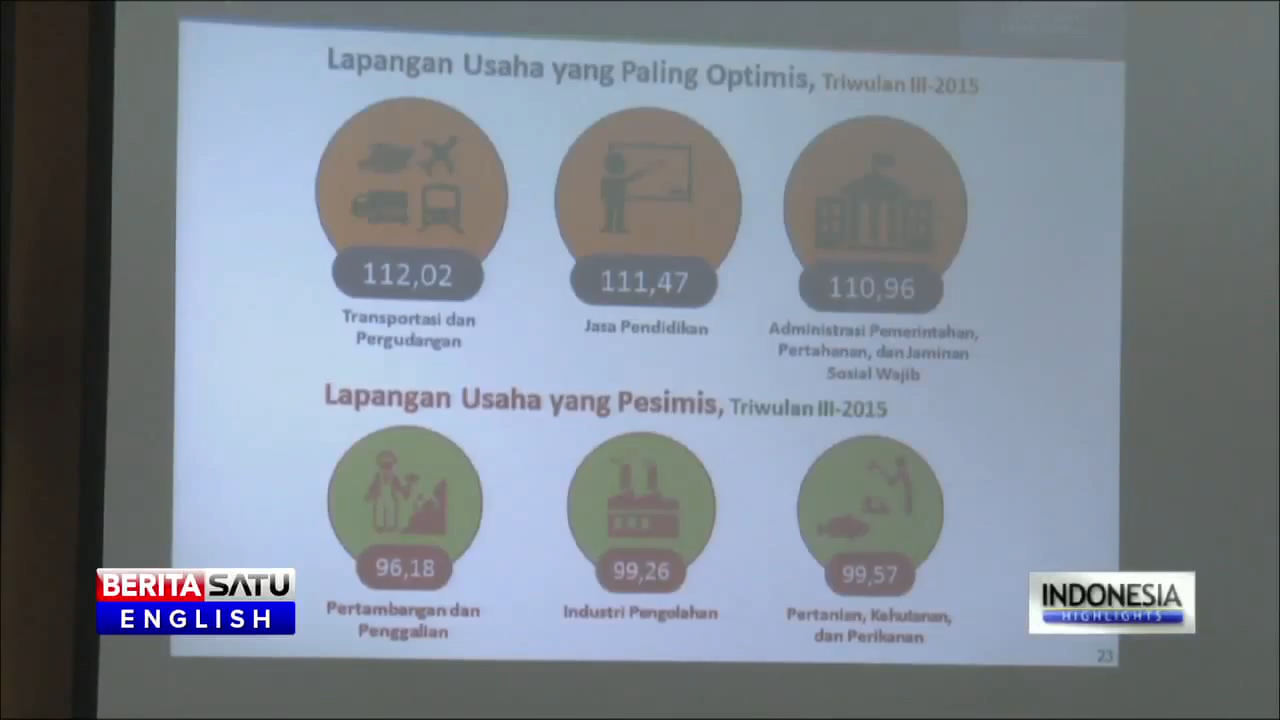 Lapangan Usaha yang Paling Optimis, Triwulan III-2015
112,02
Transportasi dan
Pergudangan
111,47
Jasa Pendidikan
110,96
Administrasi Pemerintahan,
Pertahanan, dan Jaminan
Sosial Wajib
Lapangan Usaha yang Pesimis, Triwulan III-2015
96,18
Pertambangan dan
Penggalian
99,26
Industri Pengolahan
99,57
Pertanian, Kehutanan,
dan Perikanan
23
BERITA SATU
ENGLISH
INDONESIA
HIGHLIGHTS